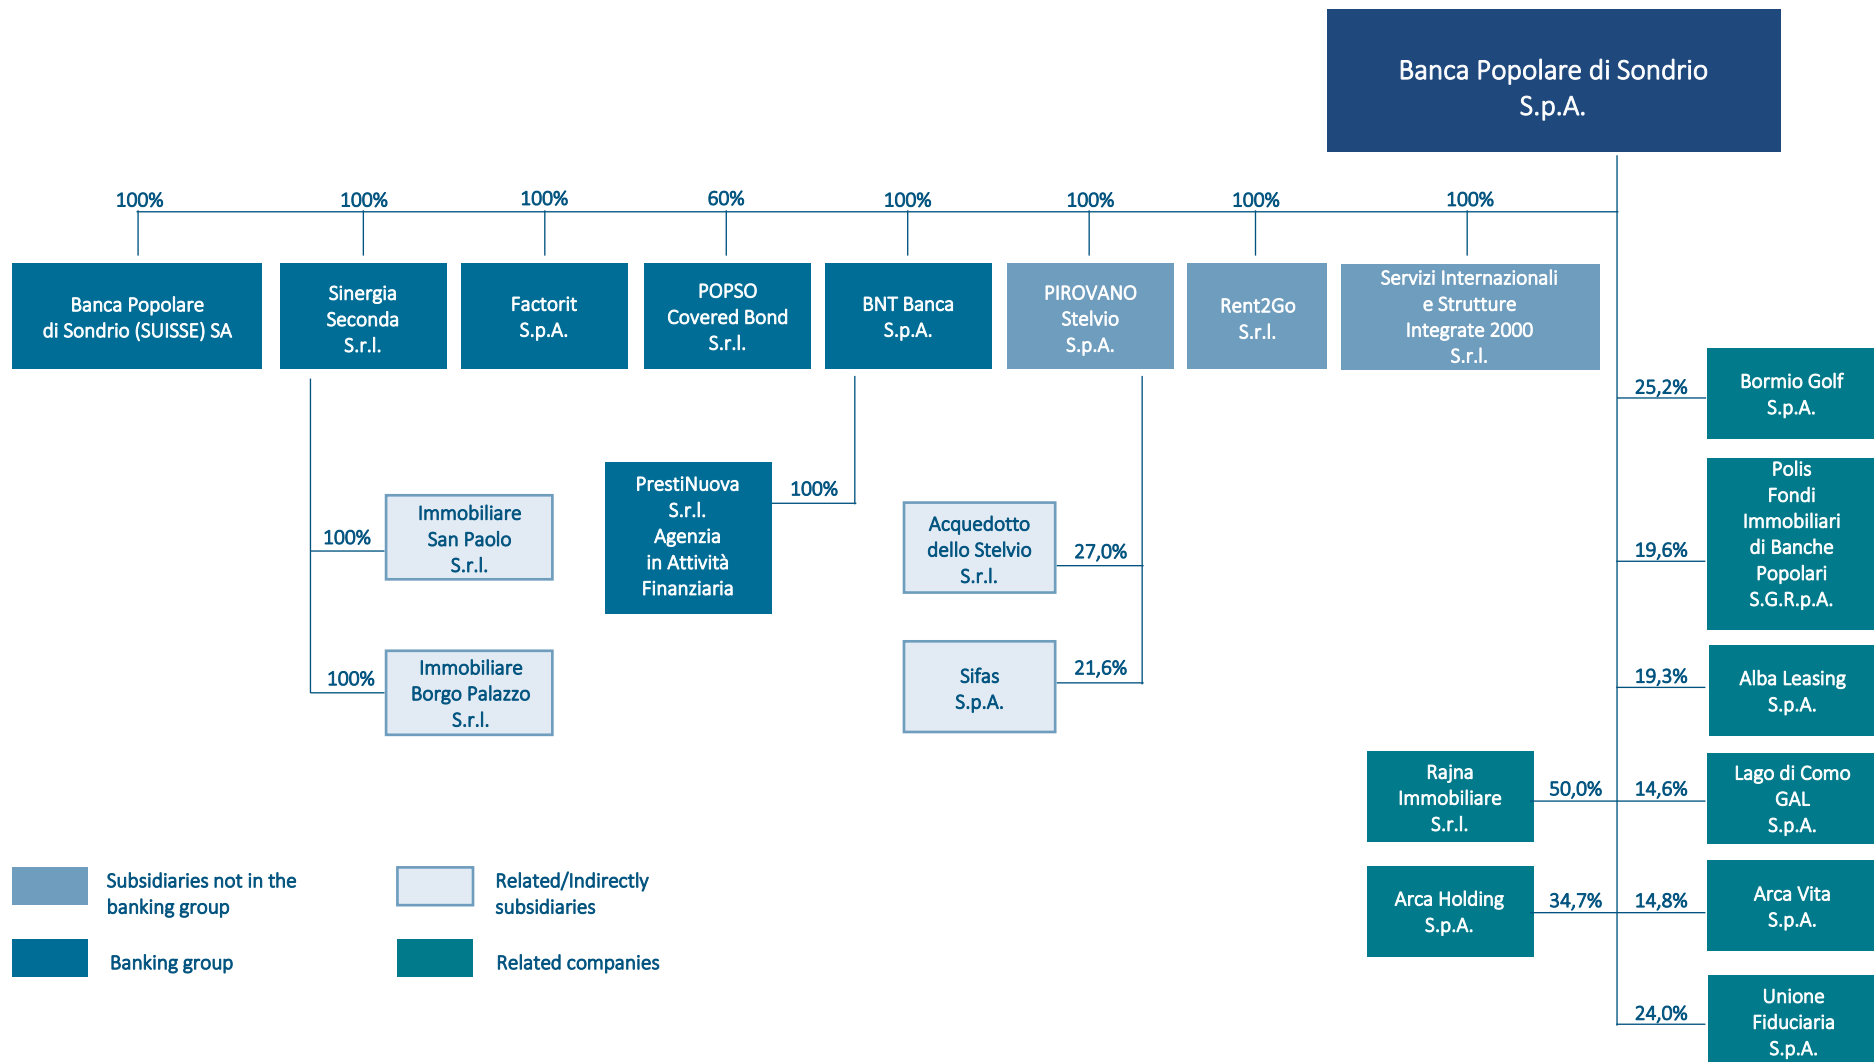 Banca Popolare di Sondrio
S.p.A.
100%
100%
100%
60%
100%
100%
100%
100%
Banca Popolare
di Sondrio (SUISSE) SA
Sinergia
Seconda
S.r.l.
Factorit
S.p.A.
POPSO
Covered Bond
S.r.l.
BNT Banca
S.p.A.
PIROVANO
Stelvio
S.p.A.
Rent2Go
S.r.l.
Servizi Internazionali
e Strutture
Integrate 2000
S.r.l.
25,2%
Bormio Golf
S.p.A.
PrestiNuova
S.r.l.
Agenzia
in Attività
Finanziaria
100%
100%
Immobiliare
San Paolo
S.r.l.
Acquedotto
dello Stelvio
S.r.l.
27,0%
19,6%
Polis
Fondi
Immobiliari
di Banche
Popolari
S.G.R.p.A.
100%
Immobiliare
Borgo Palazzo
S.r.l.
Sifas
S.p.A.
21,6%
19,3%
Alba Leasing
S.p.A.
Rajna
Immobiliare
S.r.l.
50,0%
14,6%
Lago di Como
GAL
S.p.A.
Arca Holding
S.p.A.
34,7%
14,8%
Arca Vita
S.p.A.
24,0%
Unione
Fiduciaria
S.p.A.
Subsidiaries not in the
banking group
Related/Indirectly
subsidiaries
Banking group
Related companies